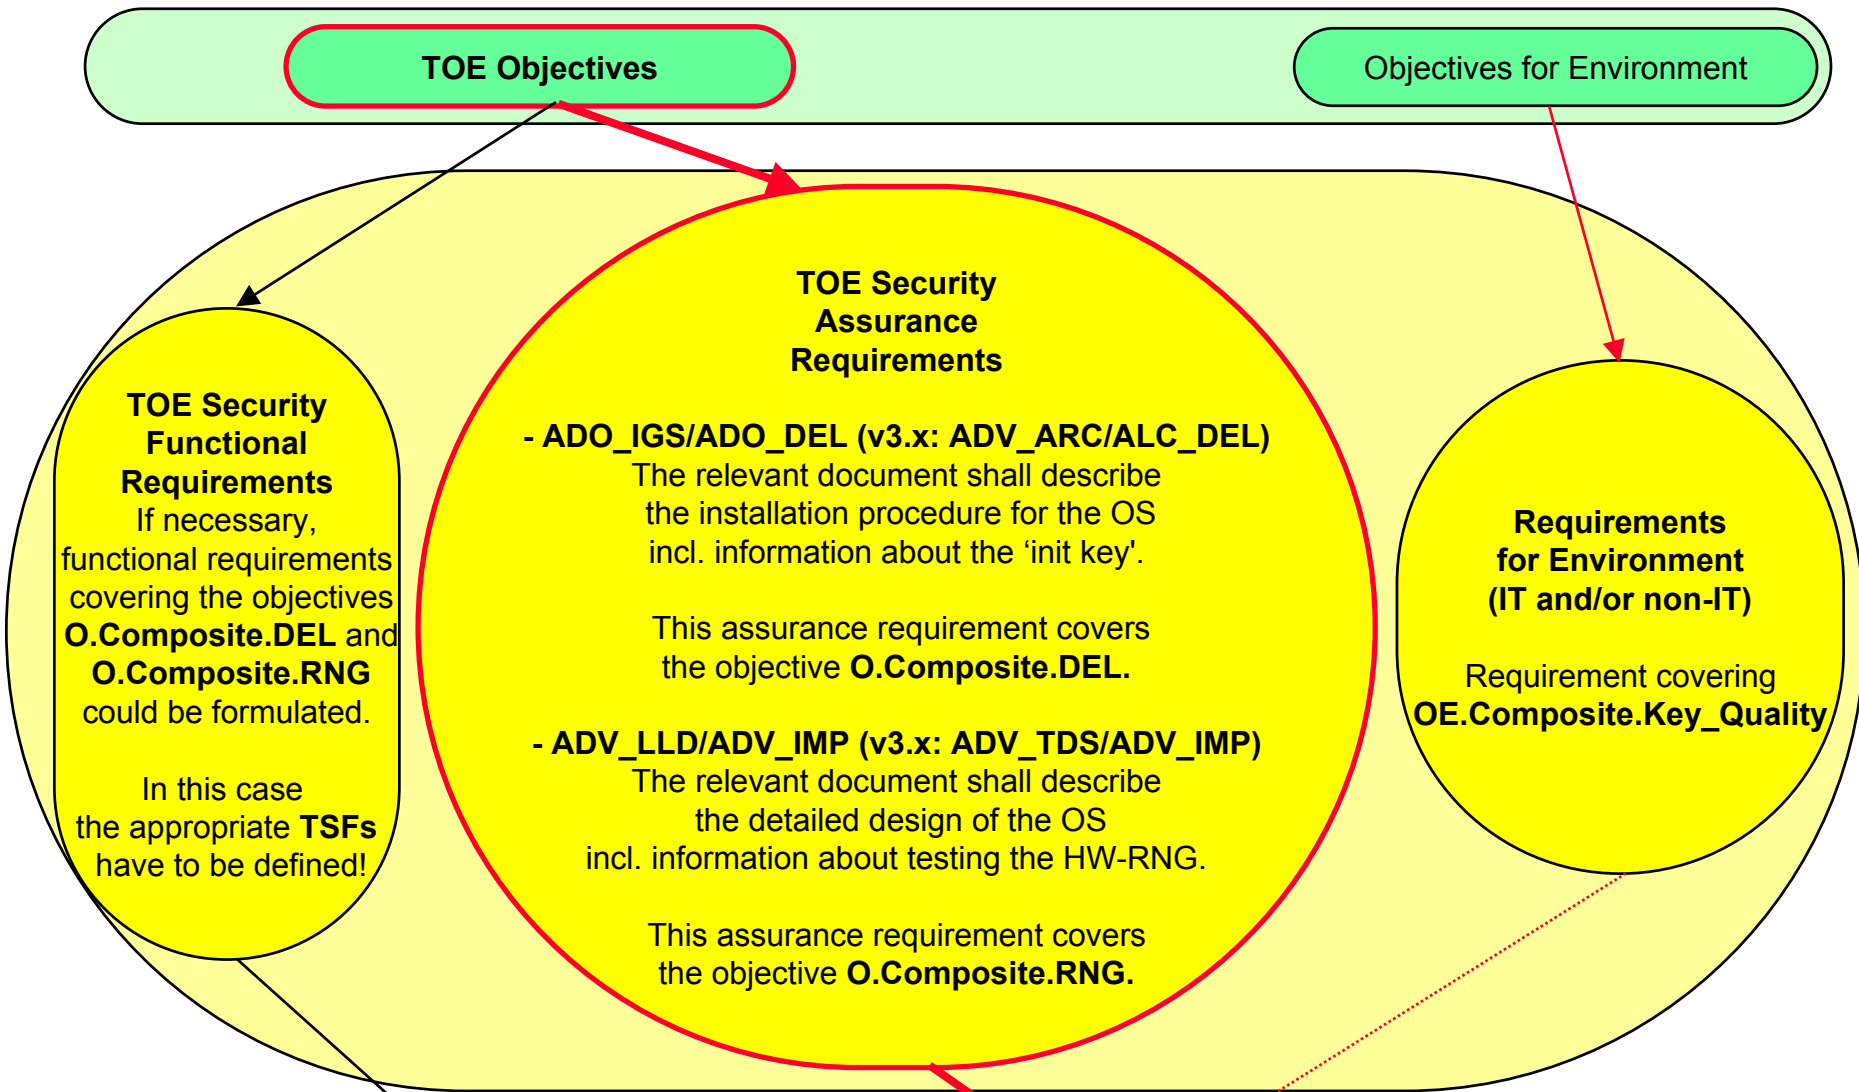 TOE Objectives
Objectives for Environment
TOE Security
Functional
Requirements
If necessary,
functional requirements
covering the objectives
O.Composite.DEL and
O.Composite.RNG
could be formulated.
In this case
the appropriate TSFs
have to be defined!
TOE Security
Assurance
Requirements
- ADO_IGS/ADO_DEL (v3.x: ADV_ARC/ALC_DEL)
The relevant document shall describe
the installation procedure for the OS
incl. information about the ‘init key'.
This assurance requirement covers
the objective O.Composite.DEL.
- ADV_LLD/ADV_IMP (v3.x: ADV_TDS/ADV_IMP)
The relevant document shall describe
the detailed design of the OS
incl. information about testing the HW-RNG.
This assurance requirement covers
the objective O.Composite.RNG.
Requirements
for Environment
(IT and/or non-IT)
Requirement covering
OE.Composite.Key_Quality